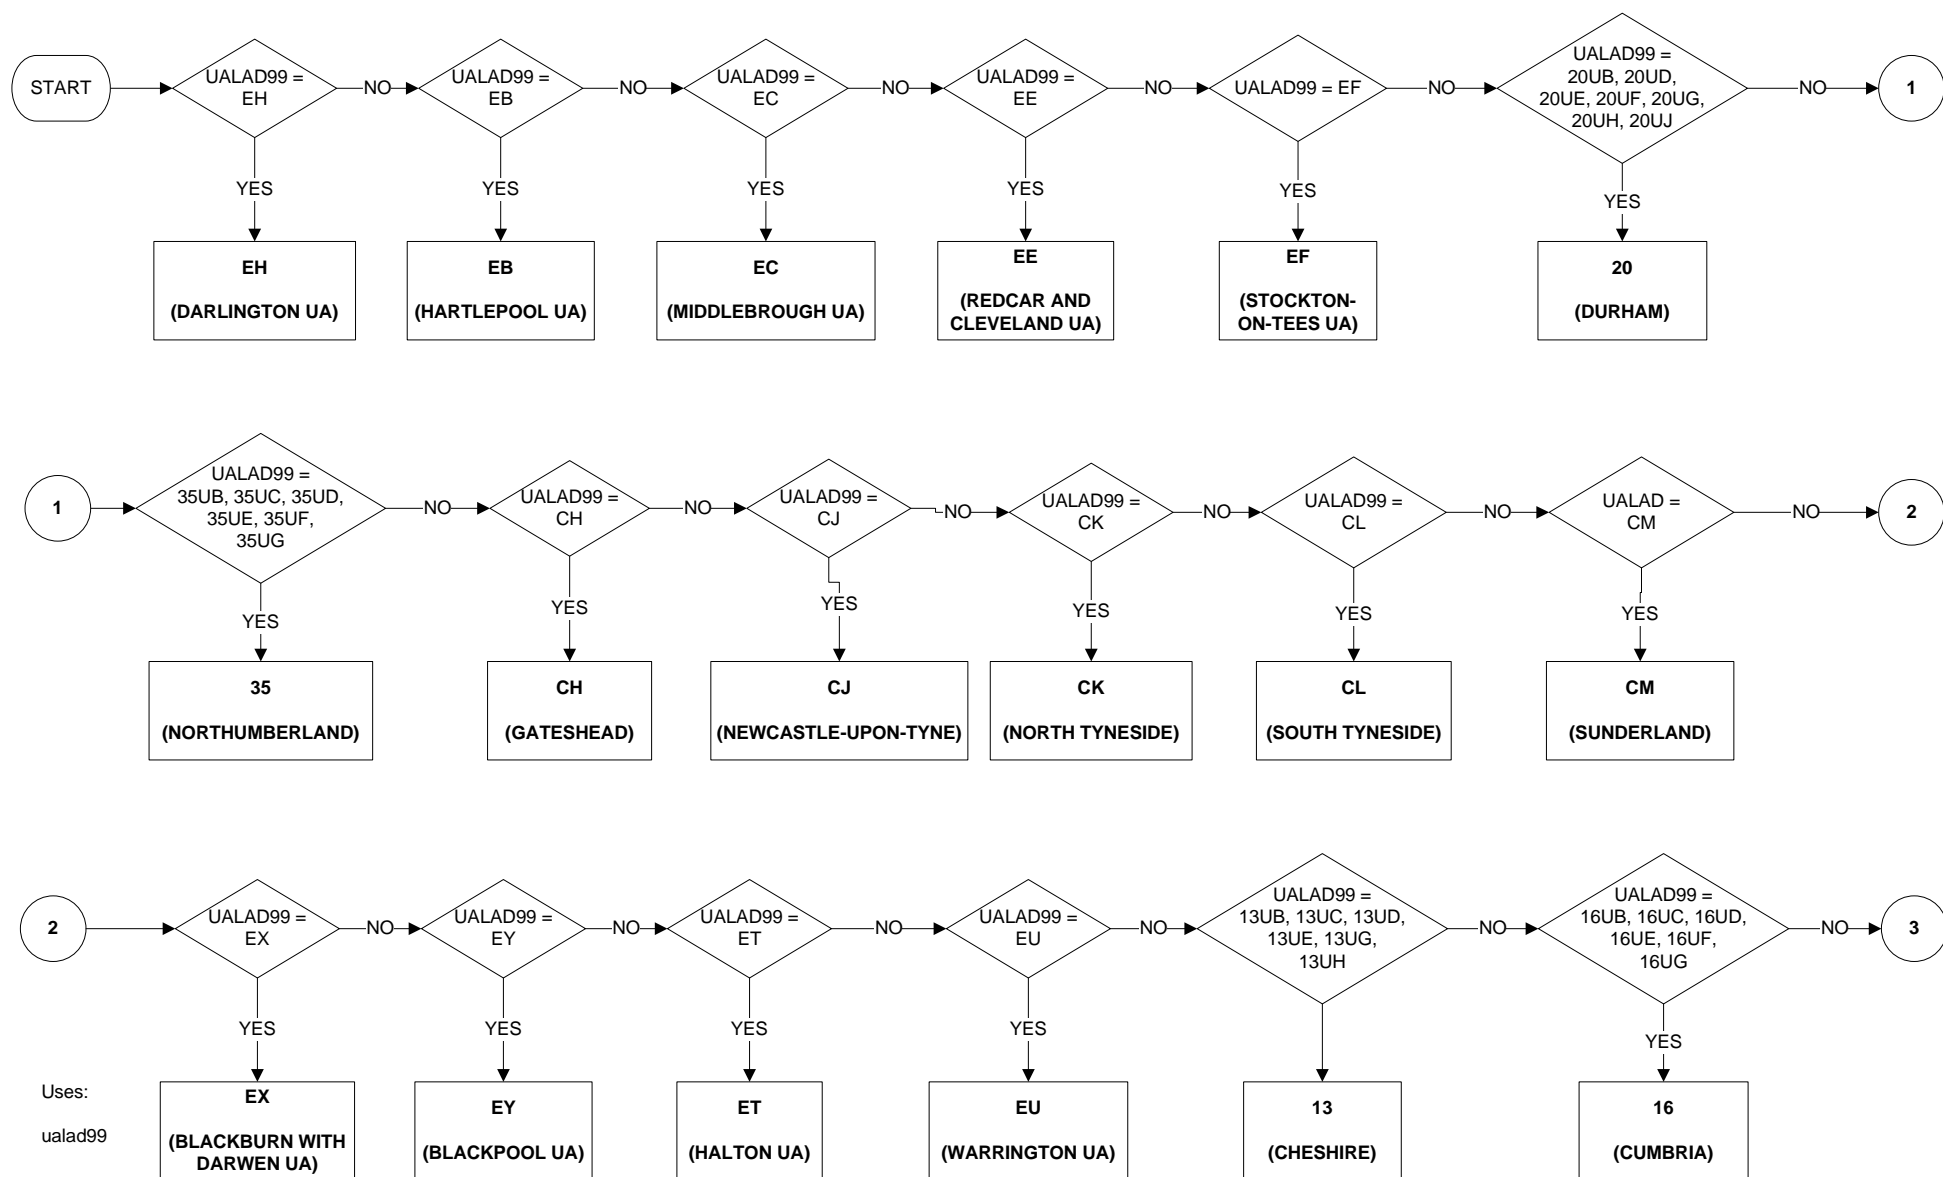 START
UALAD99 =
EH
NO
UALAD99 =
EB
NO
UALAD99 =
EC
NO
UALAD99 =
EE
NO
UALAD99 = EF
NO
UALAD99 =
20UB, 20UD,
20UE, 20UF, 20UG,
20UH, 20UJ
NO
1
YES
YES
YES
YES
YES
YES
EH
(DARLINGTON UA)
EB
(HARTLEPOOL UA)
EC
(MIDDLEBROUGH UA)
EE
(REDCAR AND
CLEVELAND UA)
EF
(STOCKTON-
ON-TEES UA)
20
(DURHAM)
1
UALAD99 =
35UB, 35UC, 35UD,
35UE, 35UF,
35UG
NO
UALAD99 =
CH
NO
UALAD99 =
CJ
NO
UALAD99 =
CK
NO
UALAD99 =
CL
NO
UALAD =
CM
NO
2
YES
YES
YES
YES
YES
YES
35
(NORTHUMBERLAND)
CH
(GATESHEAD)
CJ
(NEWCASTLE-UPON-TYNE)
CK
(NORTH TYNESIDE)
CL
(SOUTH TYNESIDE)
CM
(SUNDERLAND)
2
UALAD99 =
EX
NO
UALAD99 =
EY
NO
UALAD99 =
ET
NO
UALAD99 =
EU
NO
UALAD99 =
13UB, 13UC, 13UD,
13UE, 13UG,
13UH
NO
UALAD99 =
16UB, 16UC, 16UD,
16UE, 16UF,
16UG
NO
3
YES
YES
YES
YES
YES
Uses:
ualad99
EX
(BLACKBURN WITH
DARWEN UA)
EY
(BLACKPOOL UA)
ET
(HALTON UA)
EU
(WARRINGTON UA)
13
(CHESHIRE)
16
(CUMBRIA)